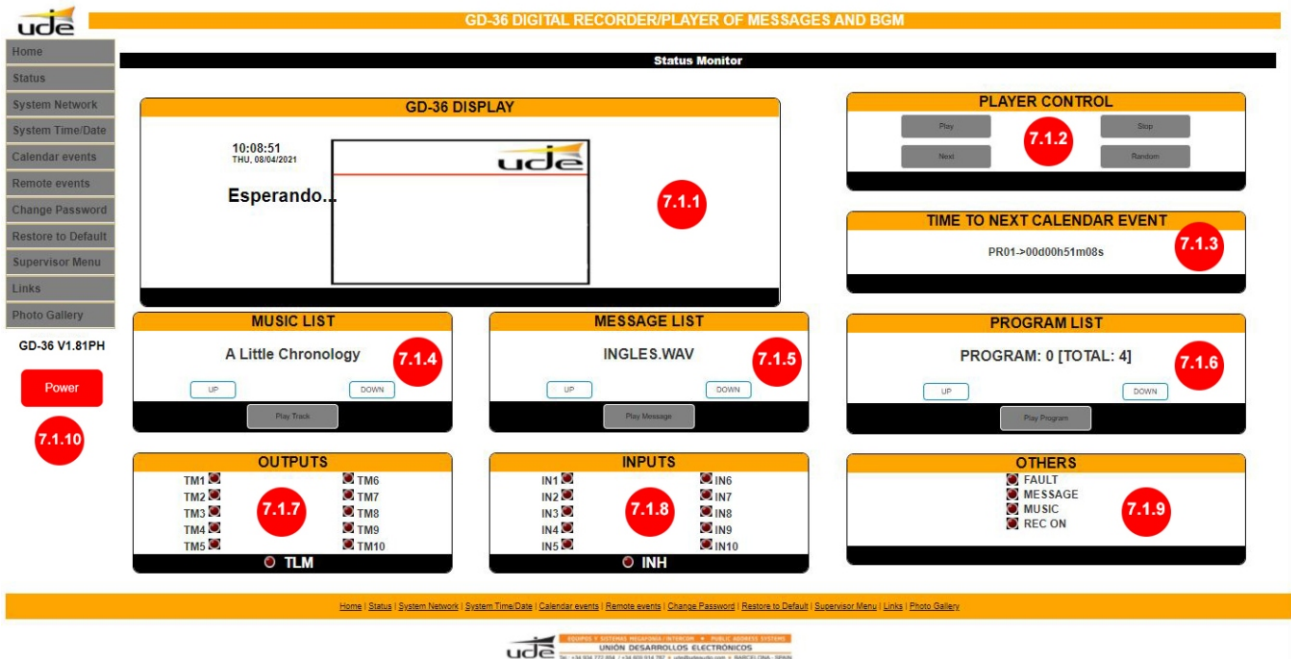 ude
GD-36 DIGITAL RECORDER/PLAYER OF MESSAGES AND BGM
Home
Status
System Network
System Time/Date
Calendar events
Remote events
Change Password
Restore to Default
Supervisor Menu
Links
Photo Gallery
GD-36 V1.81PH
Power
7.1.10
Status Monitor
GD-36 DISPLAY
10:08:51
THU, 08/04/2021
Esperando...
ude
7.1.1
PLAYER CONTROL
Play
Stop
7.1.2
Next
Random
TIME TO NEXT CALENDAR EVENT
PR01->00d00h51m08s
7.1.3
MUSIC LIST
A Little Chronology
7.1.4
UP
DOWN
Play Track
MESSAGE LIST
INGLES.WAV
7.1.5
UP
DOWN
Play Message
PROGRAM LIST
PROGRAM: 0 [TOTAL: 4]
7.1.6
UP
DOWN
Play Program
OUTPUTS
TM1 TM6
TM2 TM7
TM3 TM8
TM4 TM9
TM5 TM10
7.1.7
TLM
INPUTS
IN1 IN6
IN2 IN7
IN3 IN8
IN4 IN9
IN5 IN10
7.1.8
INH
OTHERS
FAULT
MESSAGE
MUSIC
REC ON
7.1.9
Home | Status | System Network | System Time/Date | Calendar events | Remote events | Change Password | Restore to Default | Supervisor Menu | Links | Photo Gallery
ude
EQUIPOS Y SISTEMAS MEGAFONIA/INTERCOM • PUBLIC ADDRESS SYSTEMS
UNIÓN DESARROLLOS ELECTRÓNICOS
BARCELONA - SPAIN